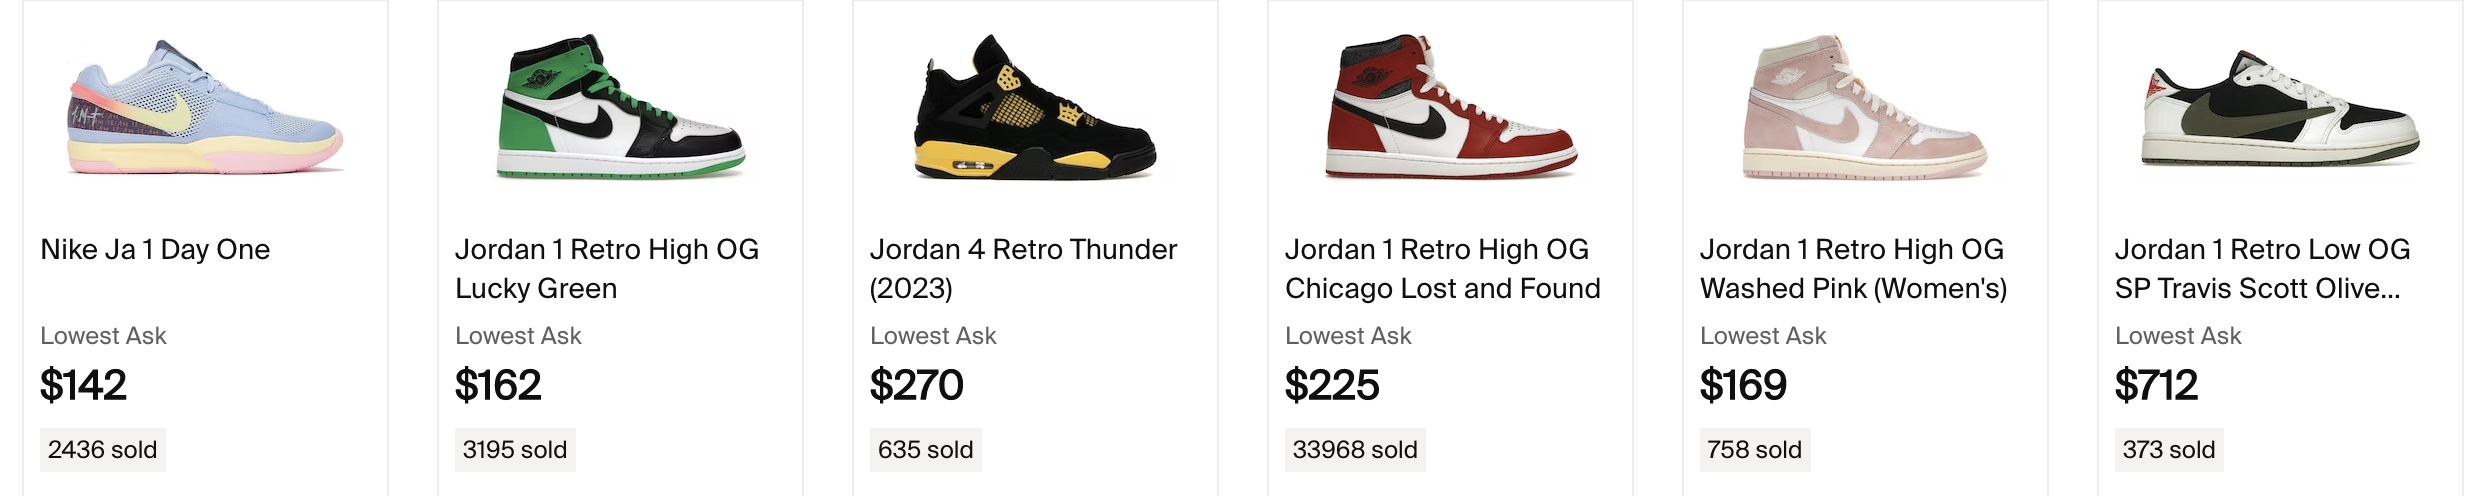 Nike Ja 1 Day One
Lowest Ask
$142
2436 sold
Jordan 1 Retro High OG
Lucky Green
Lowest Ask
$162
3195 sold
Jordan 4 Retro Thunder
(2023)
Lowest Ask
$270
635 sold
Jordan 1 Retro High OG
Chicago Lost and Found
Lowest Ask
$225
33968 sold
Jordan 1 Retro High OG
Washed Pink (Women's)
Lowest Ask
$169
758 sold
Jordan 1 Retro Low OG
SP Travis Scott Olive...
Lowest Ask
$712
373 sold